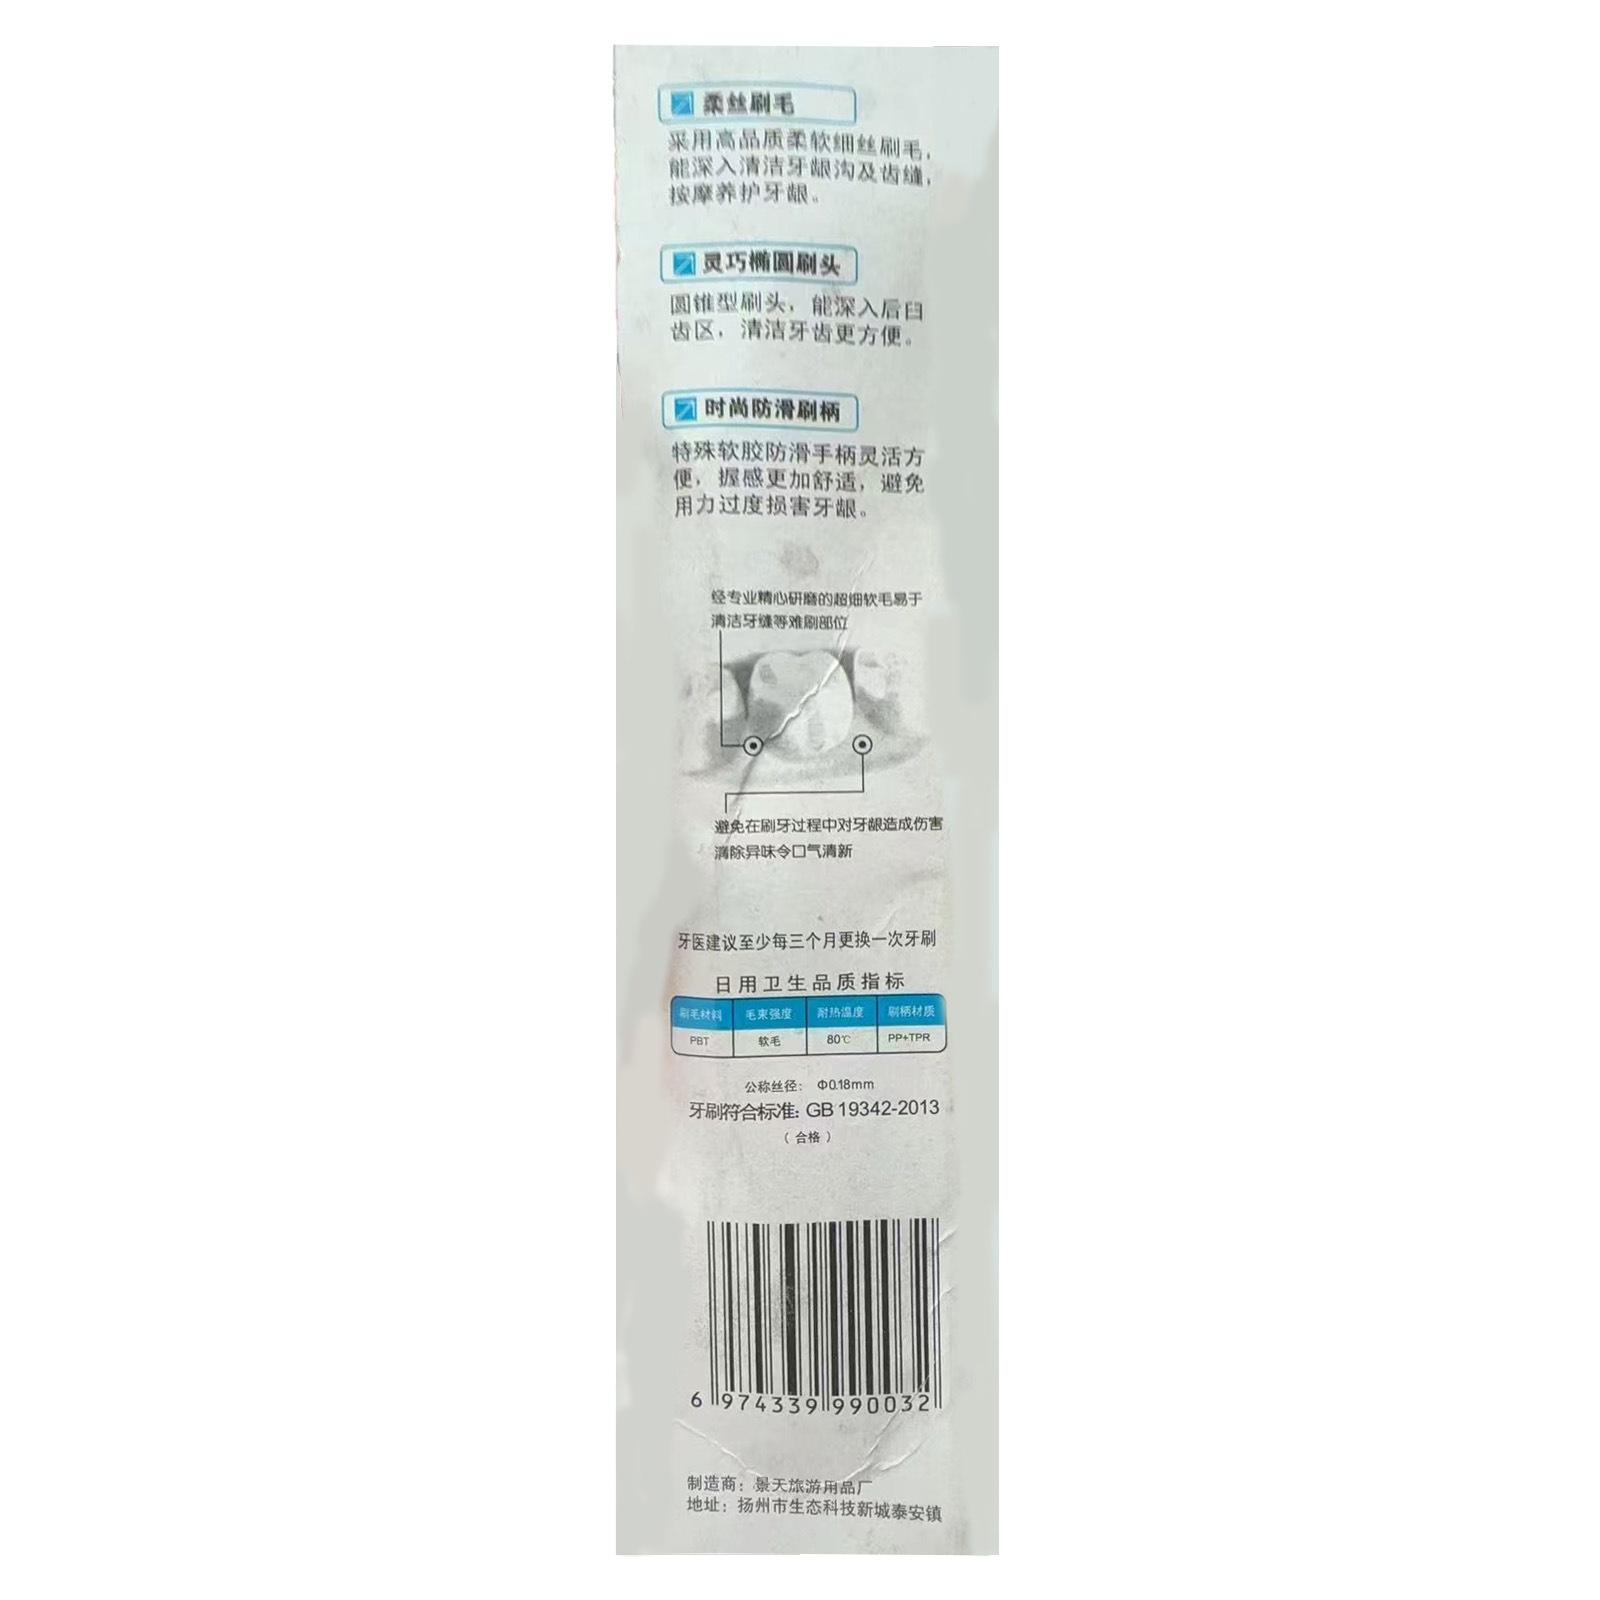 柔丝刷毛
采用高品质柔软细丝刷毛，
能深入清洁牙龈沟及齿缝，
按摩养护牙龈。
灵巧椭圆刷头
圆锥型刷头，能深入后臼
齿区，清洁牙齿更方便。
时尚防滑刷柄
特殊软胶防滑手柄灵活方
便，握感更加舒适，避免
用力过度损害牙龈。
经专业精心研磨的超细软毛易于
清洁牙缝等难刷部位
避免在刷牙过程中对牙龈造成伤害
清除异味令口气清新
牙医建议至少每三个月更换一次牙刷
日用卫生品质指标
刷毛材料 毛束强度 耐热温度 刷柄材质
PBT 软毛 80℃ PP+TPR
公称丝径： Φ0.18mm
牙刷符合标准: GB 19342-2013
（合格）
6 974339 990032
制造商：景天旅游用品厂
地址：扬州市生态科技新城泰安镇